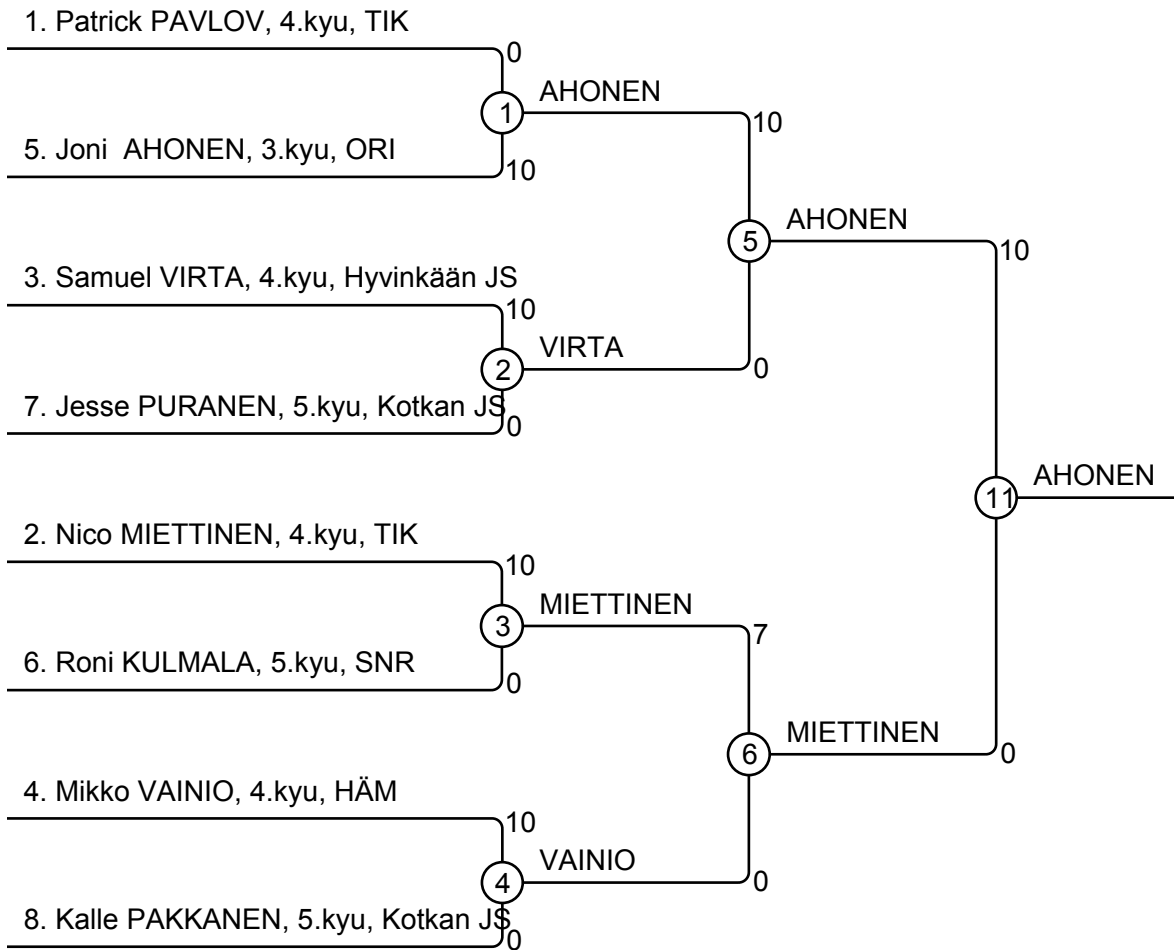 1. Patrick PAVLOV, 4.kyu, TIK
0
1 AHONEN
10
5. Joni  AHONEN, 3.kyu, ORI
10
5 AHONEN
10
3. Samuel VIRTA, 4.kyu, Hyvinkään JS
10
2 VIRTA
0
7. Jesse PURANEN, 5.kyu, Kotkan JS
0
11 AHONEN
2. Nico MIETTINEN, 4.kyu, TIK
10
3 MIETTINEN
7
6. Roni KULMALA, 5.kyu, SNR
0
6 MIETTINEN
0
4. Mikko VAINIO, 4.kyu, HÄM
10
4 VAINIO
0
8. Kalle PAKKANEN, 5.kyu, Kotkan JS
0